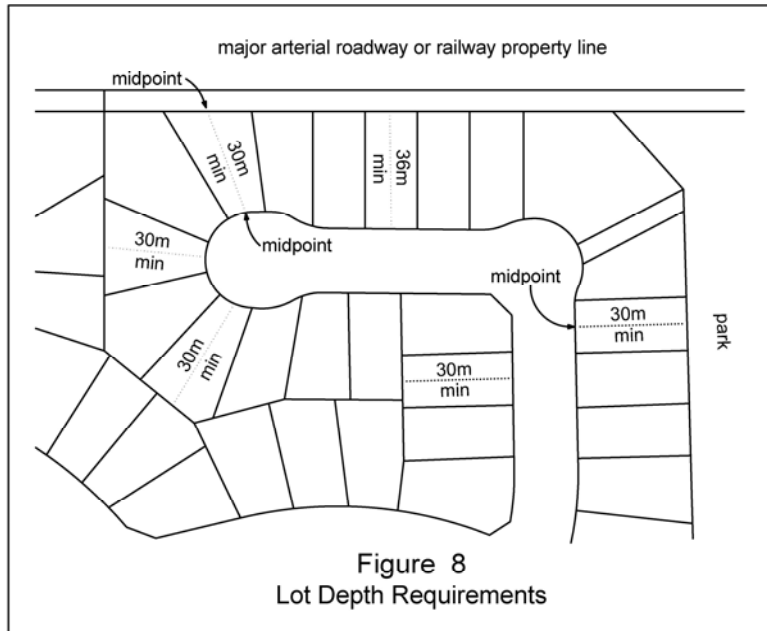 major arterial roadway or railway property line
midpoint
30m
min
36m
min
30m
min
midpoint
midpoint
30m
min
park
30m
min
30m
min
Figure 8
Lot Depth Requirements